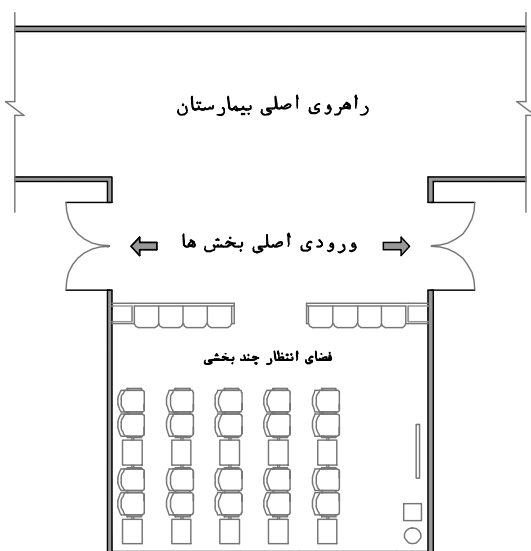 راهروی اصلی بیمارستان
ورودی اصلی بخش ها
فضای انتظار چند بخشی